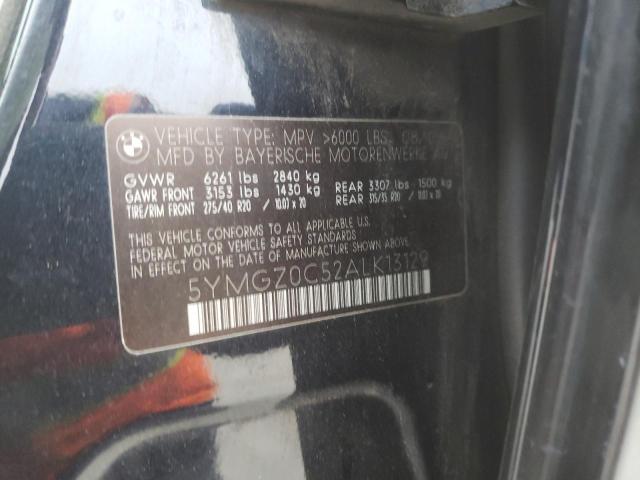 BMW
VEHICLE TYPE: MPV >6000 LBS.
MFD BY BAYERISCHE MOTORENWERKE AG
GVWR 6261 lbs 2840 kg
GAWR FRONT 3153 lbs 1430 kg REAR 3307 lbs - 1500 kg
TIRE/RIM FRONT 275/40 R20 / 10.0J x 20 REAR 315/35 R20 / 11.0J x 20
THIS VEHICLE CONFORMS TO ALL APPLICABLE
FEDERAL MOTOR VEHICLE SAFETY STANDARDS
IN EFFECT ON THE DATE OF MANUFACTURE SHOWN ABOVE
5YMGZ0C52ALK13129